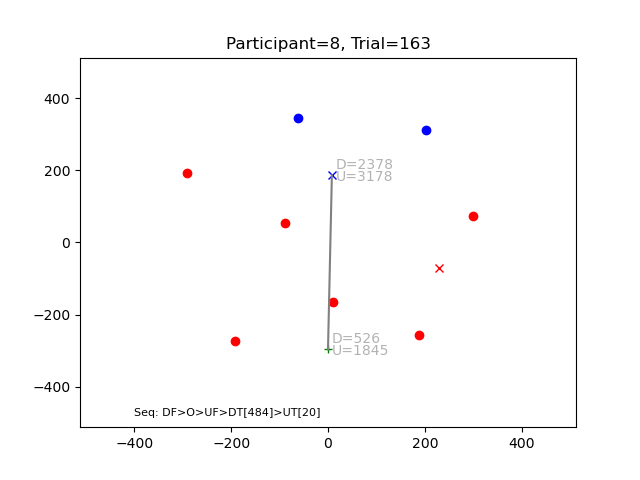 Participant=8, Trial=163
400
200
0
−200
−400
D=2378
U=3178
D=526
U=1845
Seq: DF>O>UF>DT[484]>UT[20]
−400
−200
0
200
400